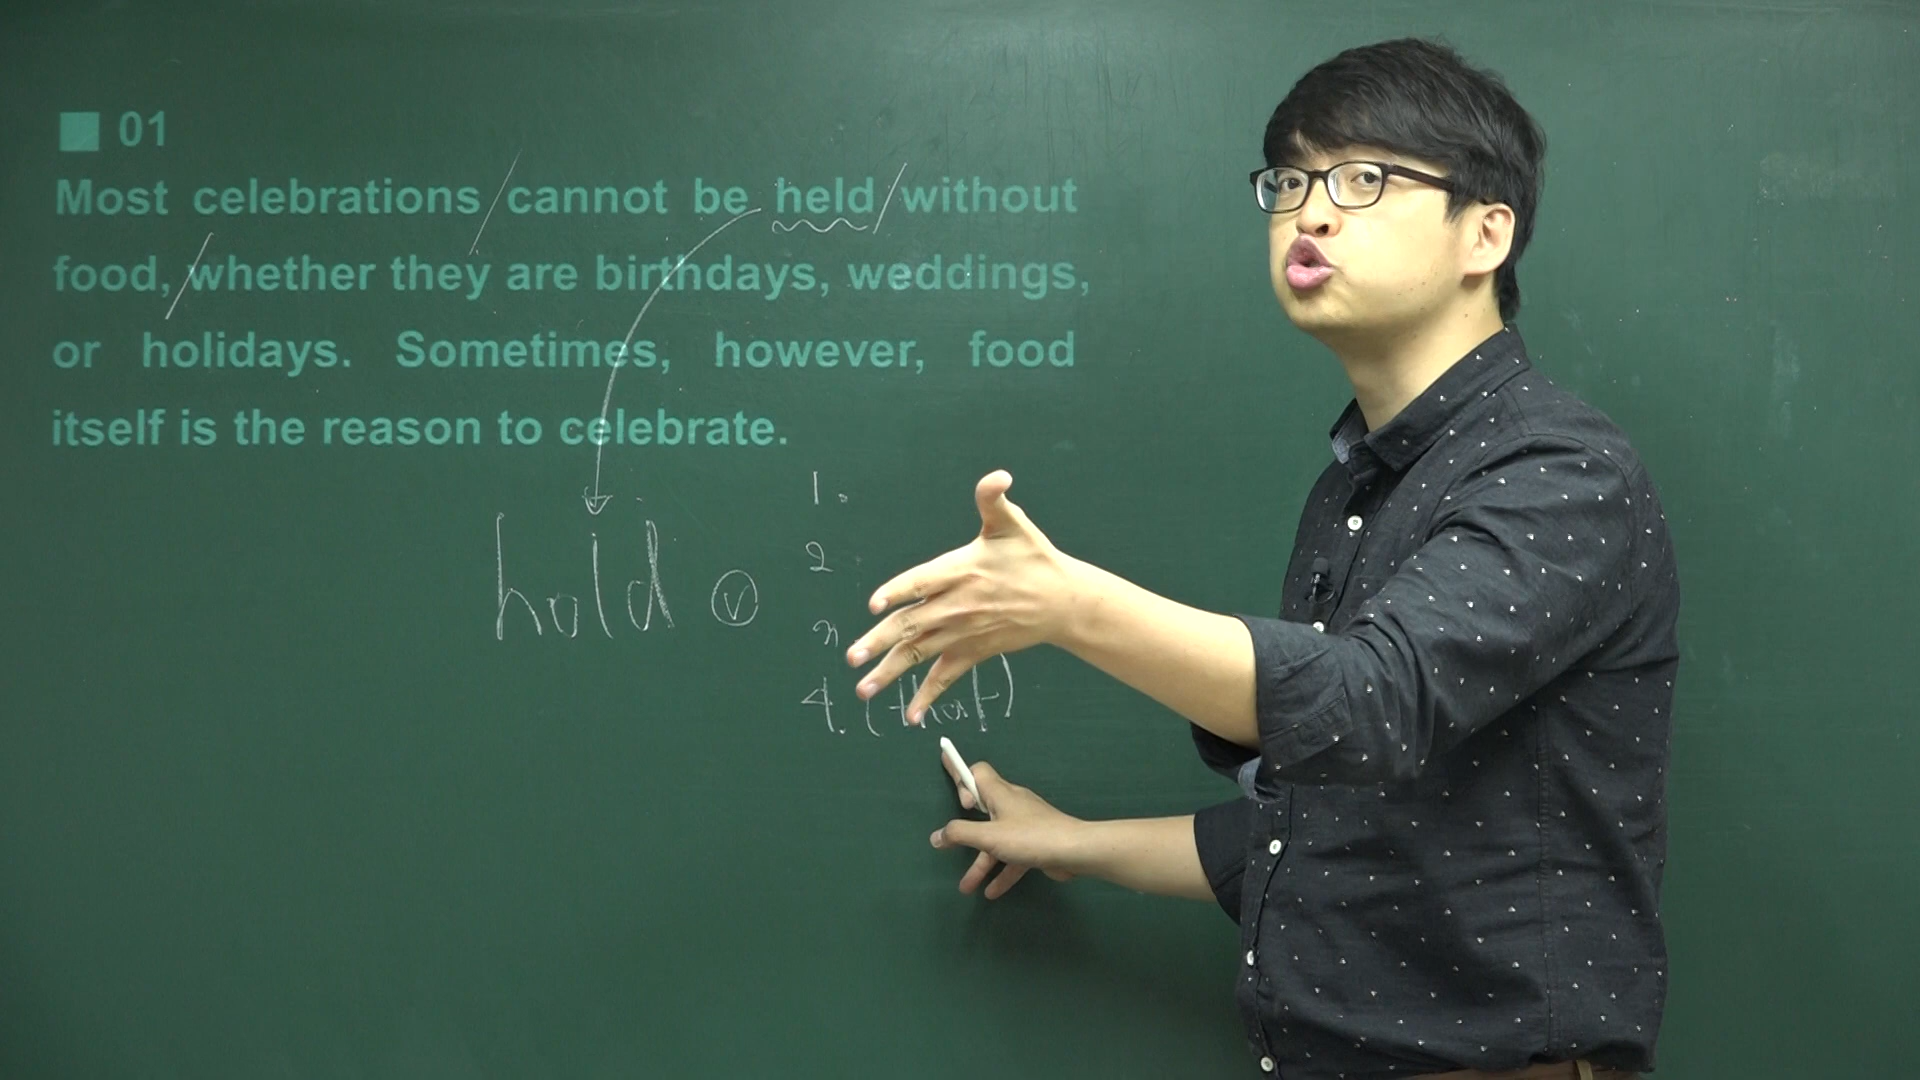 01
Most celebrations cannot be held without
food, whether they are birthdays, weddings,
or holidays. Sometimes, however, food
itself is the reason to celebrate.
hold ⓥ
1.
2
4. (that)